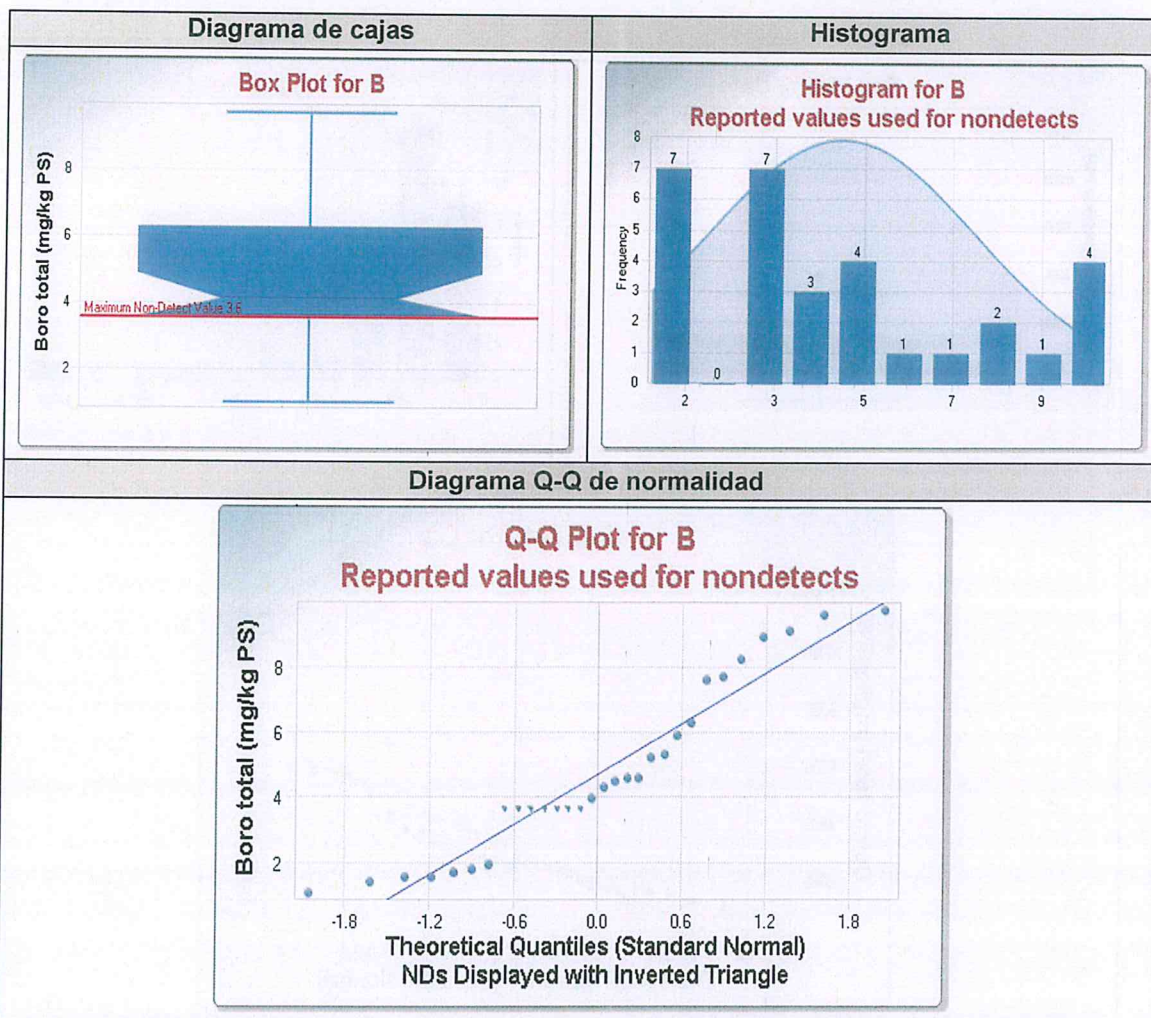 Diagrama de cajas
Histograma
Box Plot for B
Boro total (mg/kg PS)
8
6
4
2
Maximum Non-Detect Value 3.6
Histogram for B
Reported values used for nondetects
Frequency
8
7
6
5
4
3
2
1
0
7 0 7 3 4 1 1 2 1 4
2 3 5 7 9
Diagrama Q-Q de normalidad
Q-Q Plot for B
Reported values used for nondetects
Boro total (mg/kg PS)
8
6
4
2
-1.8 -1.2 -0.6 0.0 0.6 1.2 1.8
Theoretical Quantiles (Standard Normal)
NDs Displayed with Inverted Triangle